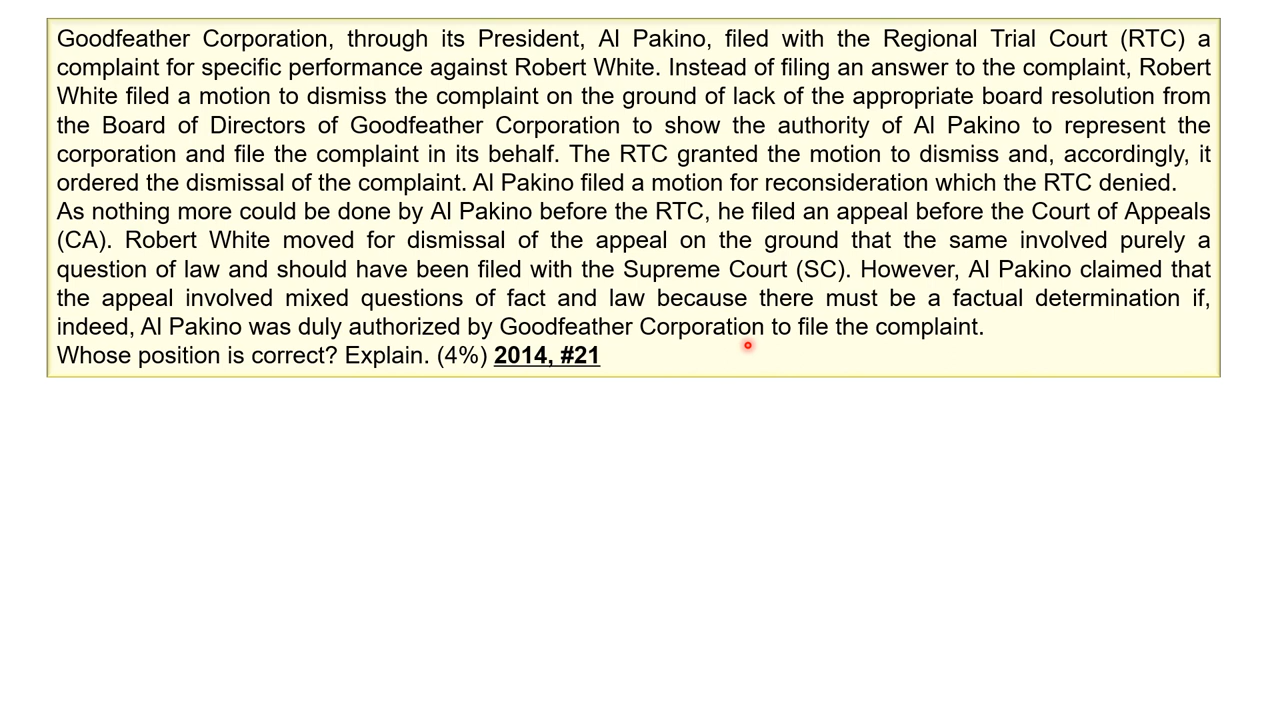 Goodfeather Corporation, through its President, Al Pakino, filed with the Regional Trial Court (RTC) a
complaint for specific performance against Robert White. Instead of filing an answer to the complaint, Robert
White filed a motion to dismiss the complaint on the ground of lack of the appropriate board resolution from
the Board of Directors of Goodfeather Corporation to show the authority of Al Pakino to represent the
corporation and file the complaint in its behalf. The RTC granted the motion to dismiss and, accordingly, it
ordered the dismissal of the complaint. Al Pakino filed a motion for reconsideration which the RTC denied.
As nothing more could be done by Al Pakino before the RTC, he filed an appeal before the Court of Appeals
(CA). Robert White moved for dismissal of the appeal on the ground that the same involved purely a
question of law and should have been filed with the Supreme Court (SC). However, Al Pakino claimed that
the appeal involved mixed questions of fact and law because there must be a factual determination if,
indeed, Al Pakino was duly authorized by Goodfeather Corporation to file the complaint.
Whose position is correct? Explain. (4%) 2014, #21